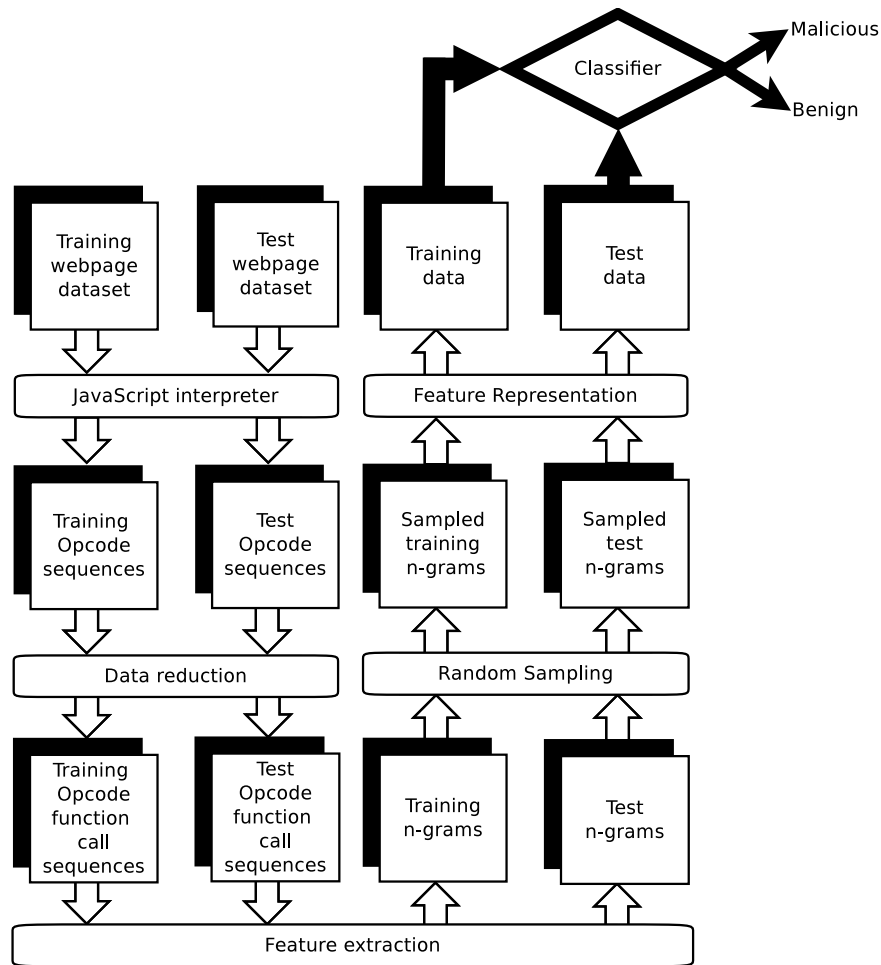 Malicious
Classifier
Benign
Training
webpage
dataset
Test
webpage
dataset
Training
data
Test
data
JavaScript interpreter
Feature Representation
Training
Opcode
sequences
Test
Opcode
sequences
Sampled
training
n-grams
Sampled
test
n-grams
Data reduction
Random Sampling
Training
Opcode
function
call
sequences
Test
Opcode
function
call
sequences
Training
n-grams
Test
n-grams
Feature extraction